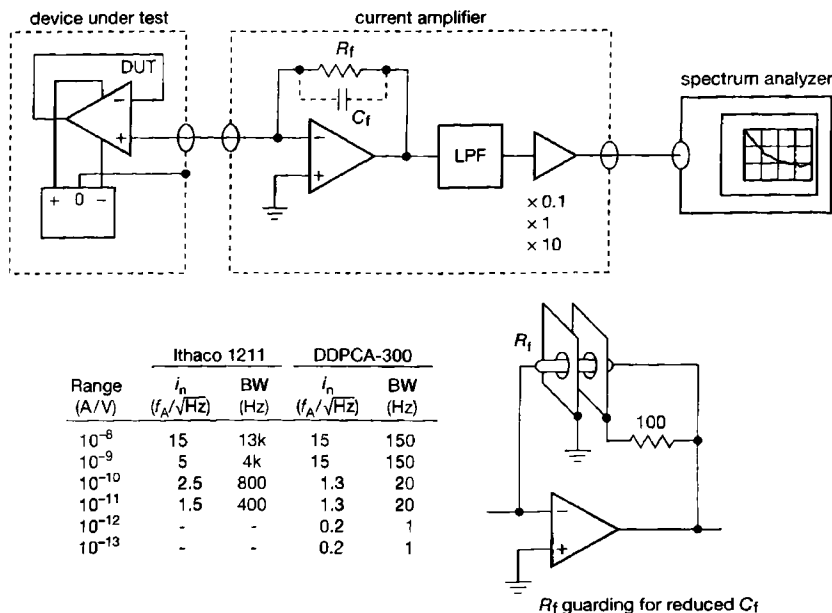 device under test
current amplifier
spectrum analyzer
DUT
−
+
+ 0 −
Rf
Cf
−
+
LPF
× 0.1
× 1
× 10
Ithaco 1211 DDPCA-300
Range in BW in BW
(A/V) (fA/√Hz) (Hz) (fA/√Hz) (Hz)
10⁻⁸ 15 13k 15 150
10⁻⁹ 5 4k 15 150
10⁻¹⁰ 2.5 800 1.3 20
10⁻¹¹ 1.5 400 1.3 20
10⁻¹² - - 0.2 1
10⁻¹³ - - 0.2 1
Rf
100
−
+
Rf guarding for reduced Cf